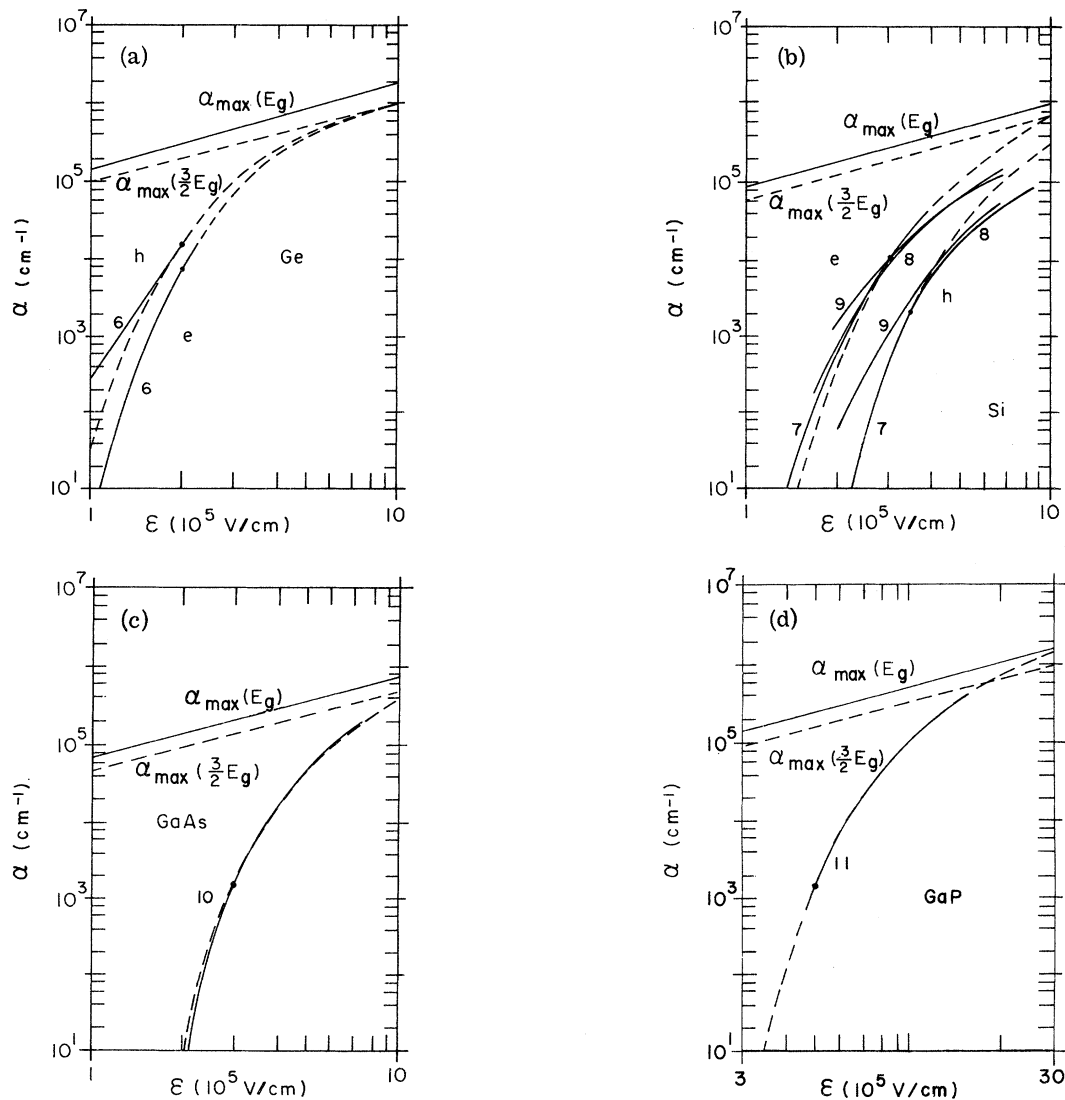 (a)
10⁷
α_max(E_g)
10⁵
α_max(3/2 E_g)
α (cm⁻¹)
h
Ge
6
10³
e
6
10¹
1
10
ε (10⁵ V/cm)
(b)
10⁷
α_max(E_g)
10⁵
α_max(3/2 E_g)
α (cm⁻¹)
e
8
8
9
h
9
10³
7
7
Si
10¹
1
10
ε (10⁵ V/cm)
(c)
10⁷
α_max(E_g)
10⁵
α_max(3/2 E_g)
α (cm⁻¹).
GaAs
10
10³
10¹
1
10
ε (10⁵ V/cm)
(d)
10⁷
α_max(E_g)
10⁵
α_max(3/2 E_g)
α (cm⁻¹)
11
10³
GaP
10¹
3
30
ε (10⁵ V/cm)